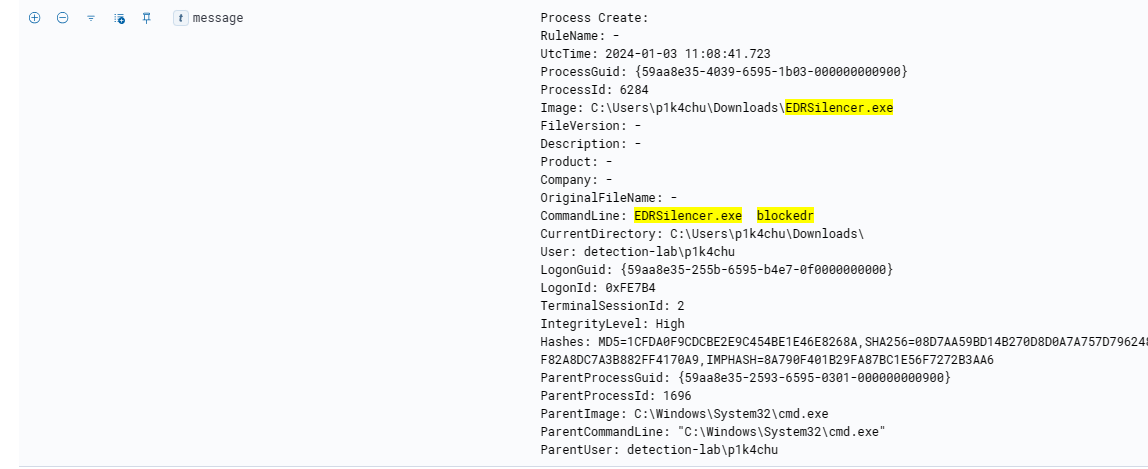 message
Process Create:
RuleName: -
UtcTime: 2024-01-03 11:08:41.723
ProcessGuid: {59aa8e35-4039-6595-1b03-000000000900}
ProcessId: 6284
Image: C:\Users\p1k4chu\Downloads\EDRSilencer.exe
FileVersion: -
Description: -
Product: -
Company: -
OriginalFileName: -
CommandLine: EDRSilencer.exe  blockedr
CurrentDirectory: C:\Users\p1k4chu\Downloads\
User: detection-lab\p1k4chu
LogonGuid: {59aa8e35-255b-6595-b4e7-0f0000000000}
LogonId: 0xFE7B4
TerminalSessionId: 2
IntegrityLevel: High
Hashes: MD5=1CFDA0F9CDCBE2E9C454BE1E46E8268A,SHA256=08D7AA59BD14B270D8D0A7A757D79624
F82A8DC7A3B882FF4170A9,IMPHASH=8A790F401B29FA87BC1E56F7272B3AA6
ParentProcessGuid: {59aa8e35-2593-6595-0301-000000000900}
ParentProcessId: 1696
ParentImage: C:\Windows\System32\cmd.exe
ParentCommandLine: "C:\Windows\System32\cmd.exe"
ParentUser: detection-lab\p1k4chu